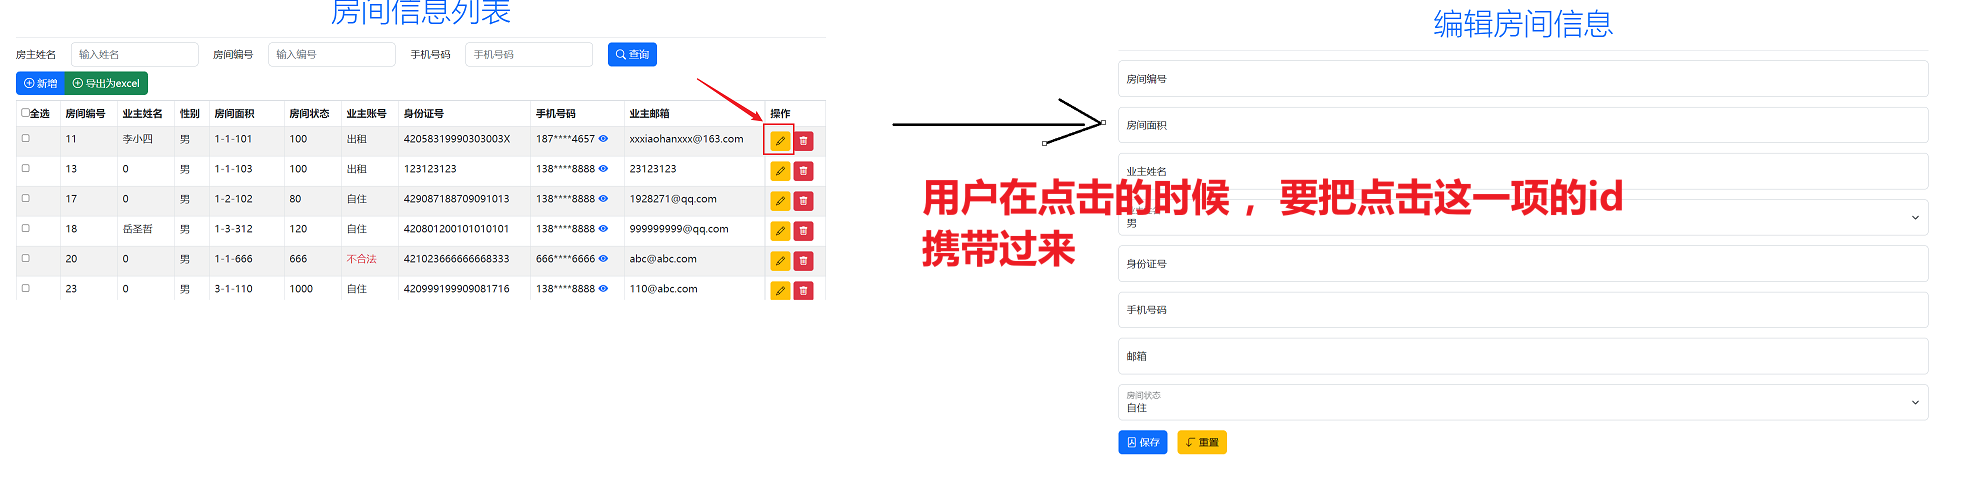 房间信息列表
房主姓名 输入姓名 房间编号 输入编号 手机号码 手机号码 查询
新增 导出为excel
全选 房间编号 业主姓名 性别 房间面积 房间状态 业主账号 身份证号 手机号码 业主邮箱 操作
11 李小四 男 1-1-101 100 出租 42058319990303003X 187****4657 xxxiaohanxxx@163.com
13 0 男 1-1-103 100 出租 123123123 138****8888 23123123
17 0 男 1-2-102 80 自住 429087188709091013 138****8888 1928271@qq.com
18 岳圣哲 男 1-3-312 120 自住 420801200101010101 138****8888 999999999@qq.com
20 0 男 1-1-666 666 不合法 421023666666668333 666****6666 abc@abc.com
23 0 男 3-1-110 1000 自住 420999199909081716 138****8888 110@abc.com
编辑房间信息
房间编号
房间面积
业主姓名
用户在点击的时候，要把点击这一项的id
携带过来
男
身份证号
手机号码
邮箱
房间状态
自住
保存 重置